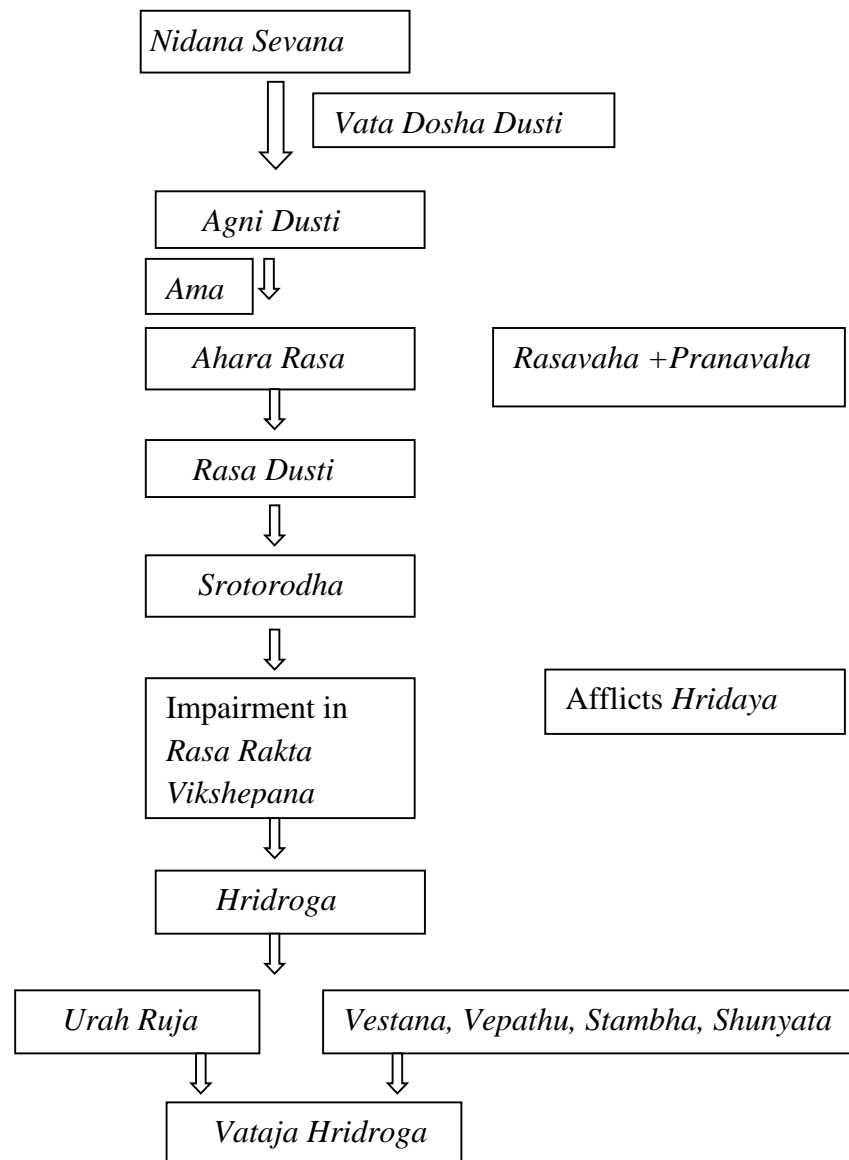 Nidana Sevana
Vata Dosha Dusti
Agni Dusti
Ama
Ahara Rasa
Rasavaha +Pranavaha
Rasa Dusti
Srotorodha
Impairment in
Rasa Rakta
Vikshepana
Afflicts Hridaya
Hridroga
Urah Ruja
Vestana, Vepathu, Stambha, Shunyata
Vataja Hridroga